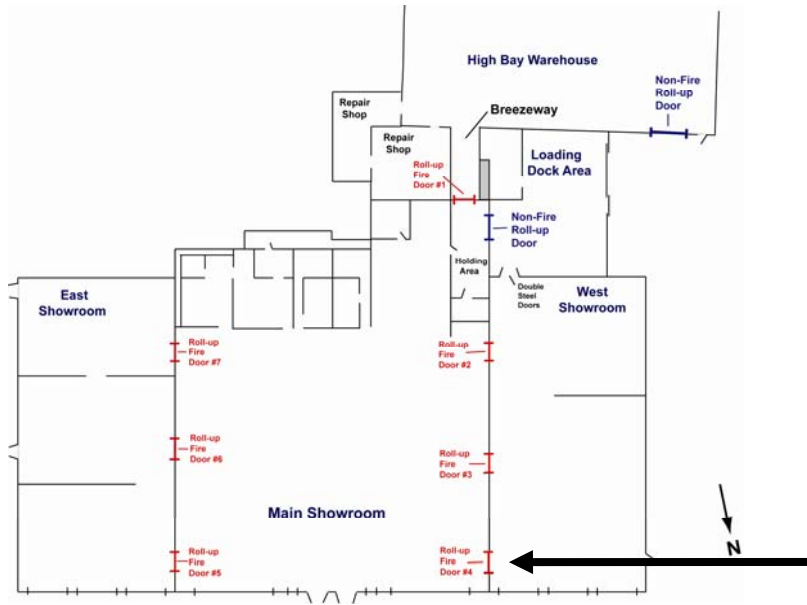 High Bay Warehouse
Non-Fire
Roll-up
Door
Repair
Shop
Breezeway
Repair
Shop
Loading
Dock Area
Roll-up
Fire
Door #1
Non-Fire
Roll-up
Door
Holding
Area
Double
Steel
Doors
East
Showroom
West
Showroom
Roll-up
Fire
Door #7
Roll-up
Fire
Door #2
Roll-up
Fire
Door #6
Roll-up
Fire
Door #3
Main Showroom
Roll-up
Fire
Door #5
Roll-up
Fire
Door #4
N